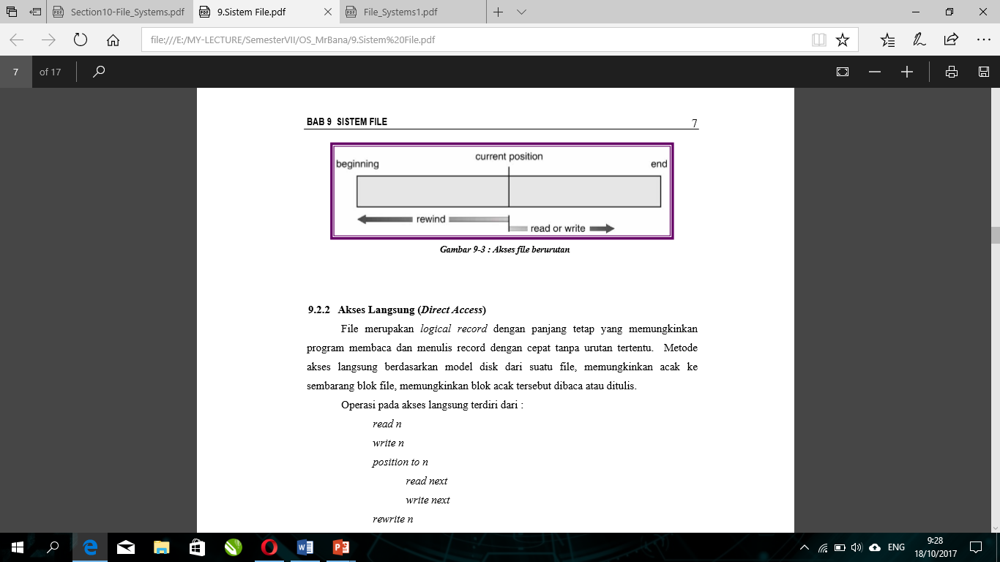 Section10-File_Systems.pdf
9.Sistem File.pdf
File_Systems1.pdf
file:///E:/MY-LECTURE/SemesterVII/OS_MrBana/9.Sistem%20File.pdf
7 of 17
BAB 9 SISTEM FILE 7
current position
beginning end
rewind
read or write
Gambar 9-3 : Akses file berurutan
9.2.2 Akses Langsung (Direct Access)
File merupakan logical record dengan panjang tetap yang memungkinkan
program membaca dan menulis record dengan cepat tanpa urutan tertentu. Metode
akses langsung berdasarkan model disk dari suatu file, memungkinkan acak ke
sembarang blok file, memungkinkan blok acak tersebut dibaca atau ditulis.
Operasi pada akses langsung terdiri dari :
read n
write n
position to n
read next
write next
rewrite n
ENG
9:28
18/10/2017